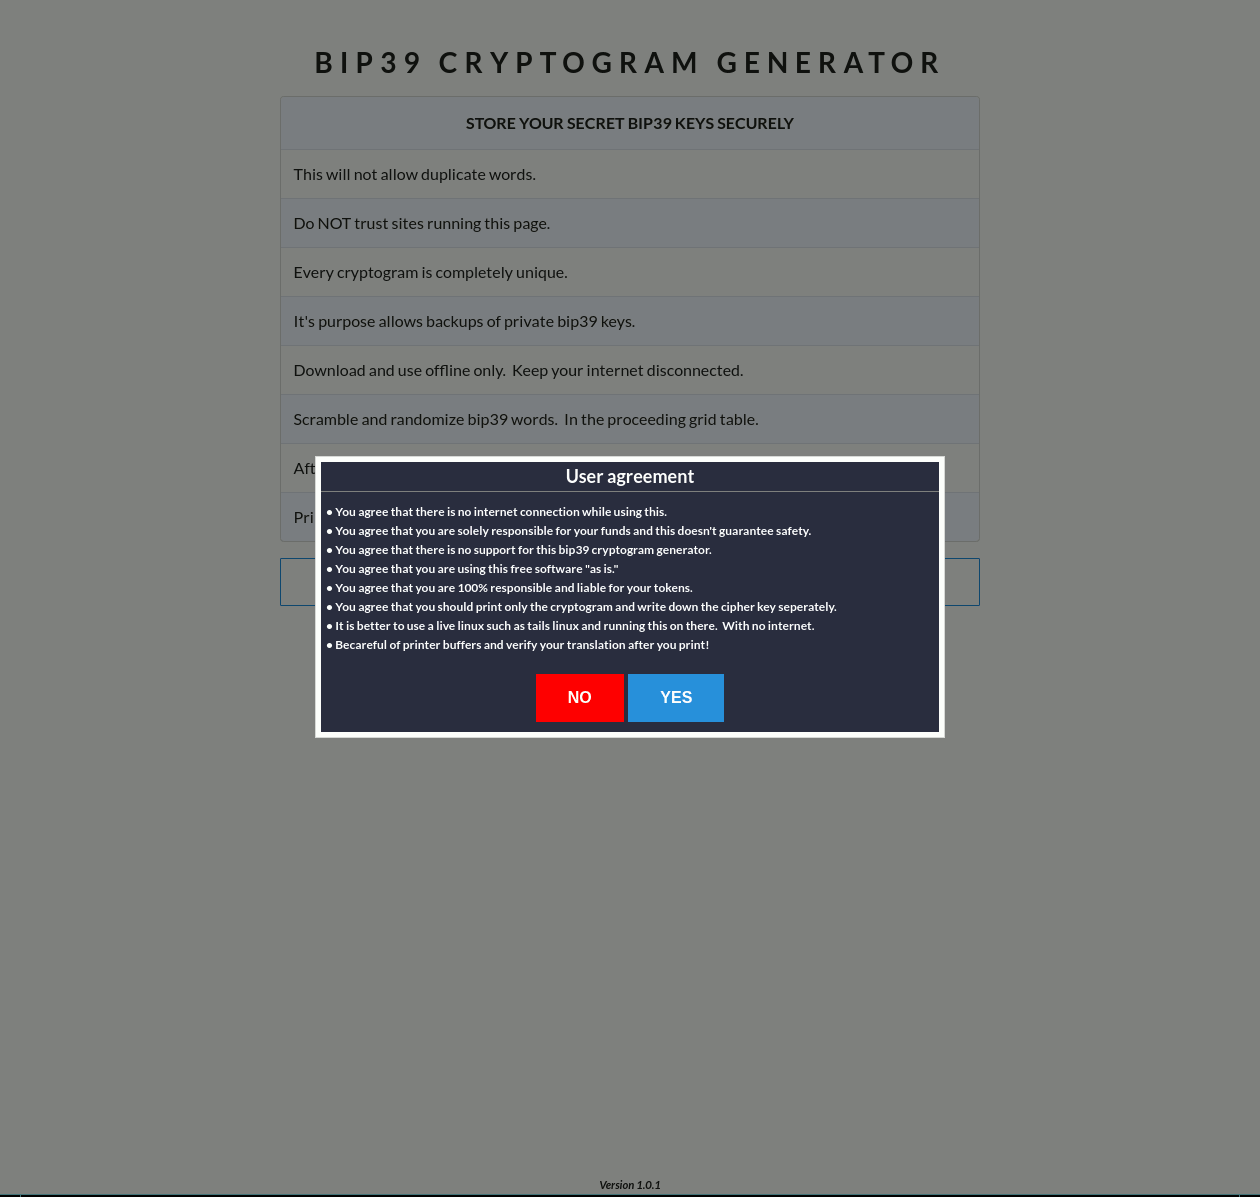 BIP39 CRYPTOGRAM GENERATOR
STORE YOUR SECRET BIP39 KEYS SECURELY
This will not allow duplicate words.
Do NOT trust sites running this page.
Every cryptogram is completely unique.
It's purpose allows backups of private bip39 keys.
Download and use offline only.  Keep your internet disconnected.
Scramble and randomize bip39 words.  In the proceeding grid table.
User agreement
• You agree that there is no internet connection while using this.
• You agree that you are solely responsible for your funds and this doesn't guarantee safety.
• You agree that there is no support for this bip39 cryptogram generator.
• You agree that you are using this free software "as is."
• You agree that you are 100% responsible and liable for your tokens.
• You agree that you should print only the cryptogram and write down the cipher key seperately.
• It is better to use a live linux such as tails linux and running this on there.  With no internet.
• Becareful of printer buffers and verify your translation after you print!
NO YES
Version 1.0.1